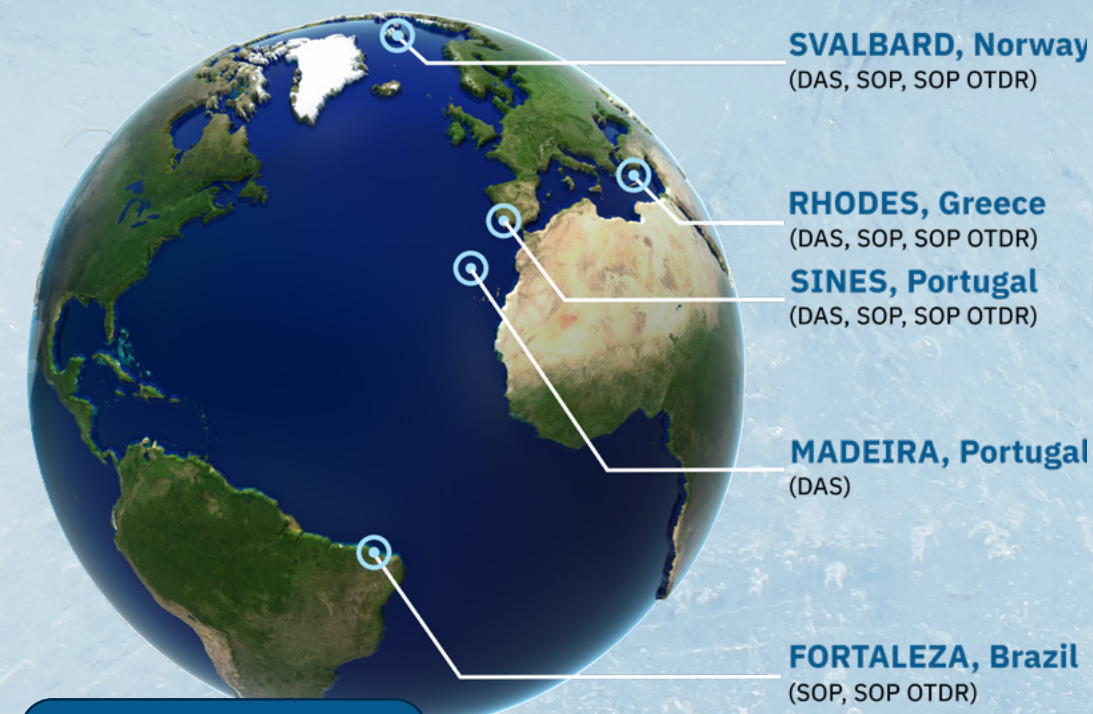 SVALBARD, Norway
(DAS, SOP, SOP OTDR)
RHODES, Greece
(DAS, SOP, SOP OTDR)
SINES, Portugal
(DAS, SOP, SOP OTDR)
MADEIRA, Portugal
(DAS)
FORTALEZA, Brazil
(SOP, SOP OTDR)